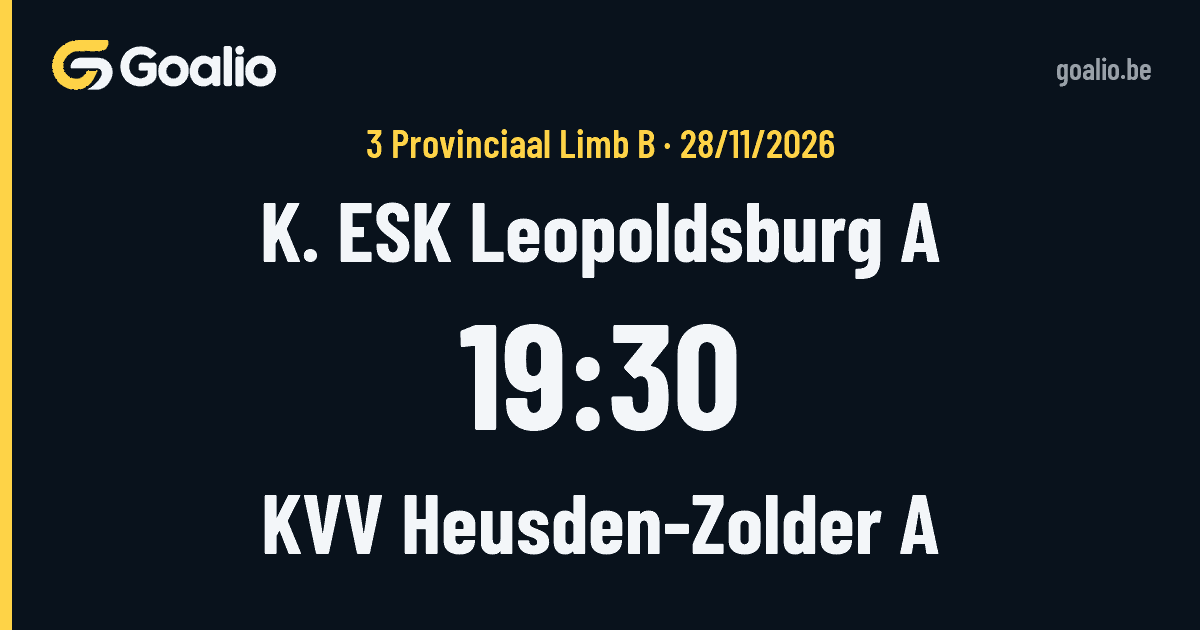 Goalio
goalio.be
3 Provinciaal Limb B · 28/11/2026
K. ESK Leopoldsburg A
19:30
KVV Heusden-Zolder A